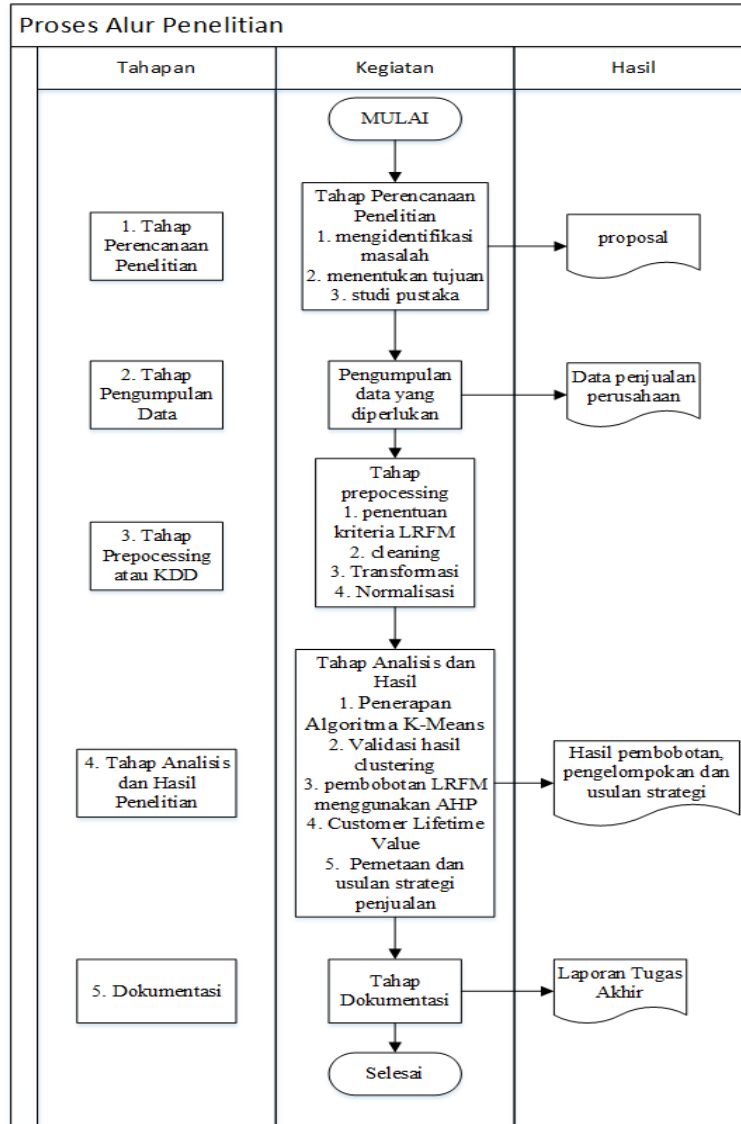 Proses Alur Penelitian
Tahapan
Kegiatan
Hasil
MULAI
1. Tahap
Perencanaan
Penelitian
Tahap Perencanaan
Penelitian
1. mengidentifikasi
masalah
2. menentukan tujuan
3. studi pustaka
proposal
2. Tahap
Pengumpulan
Data
Pengumpulan
data yang
diperlukan
Data penjualan
perusahaan
3. Tahap
Prepocessing
atau KDD
Tahap
prepocessing
1. penentuan
kriteria LRFM
2. cleaning
3. Transformasi
4. Normalisasi
4. Tahap Analisis
dan Hasil
Penelitian
Tahap Analisis dan
Hasil
1. Penerapan
Algoritma K-Means
2. Validasi hasil
clustering
3. pembobotan LRFM
menggunakan AHP
4. Customer Lifetime
Value
5. Pemetaan dan
usulan strategi
penjualan
Hasil pembobotan,
pengelompokan dan
usulan strategi
5. Dokumentasi
Tahap
Dokumentasi
Laporan Tugas
Akhir
Selesai